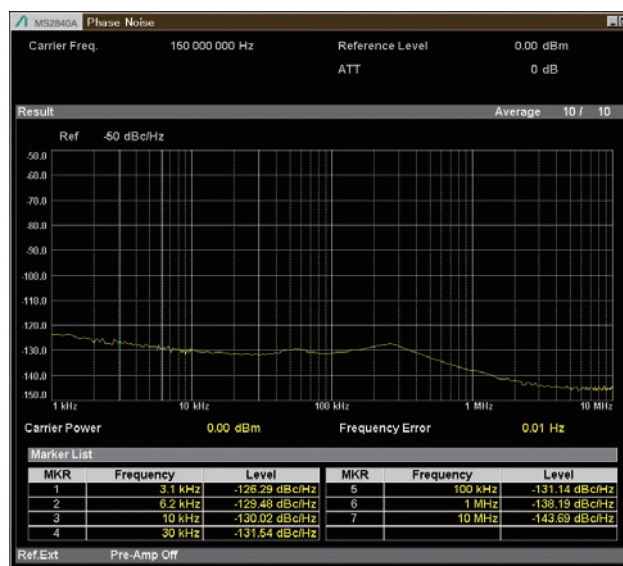 MS2840A Phase Noise
Carrier Freq. 150 000 000 Hz Reference Level 0.00 dBm
ATT 0 dB
Result Average 10 / 10
Ref -50 dBc/Hz
-50.0
-60.0
-70.0
-80.0
-90.0
-100.0
-110.0
-120.0
-130.0
-140.0
150.0
1 kHz 10 kHz 100 kHz 1 MHz 10 MHz
Carrier Power 0.00 dBm Frequency Error 0.01 Hz
Marker List
MKR Frequency Level MKR Frequency Level
1 3.1 kHz -126.29 dBc/Hz 5 100 kHz -131.14 dBc/Hz
2 6.2 kHz -129.48 dBc/Hz 6 1 MHz -138.19 dBc/Hz
3 10 kHz -130.02 dBc/Hz 7 10 MHz -143.69 dBc/Hz
4 30 kHz -131.54 dBc/Hz
Ref.Ext Pre-Amp Off